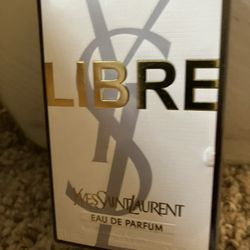 LIBRE
YVESSAINTLAURENT
EAU DE PARFUM